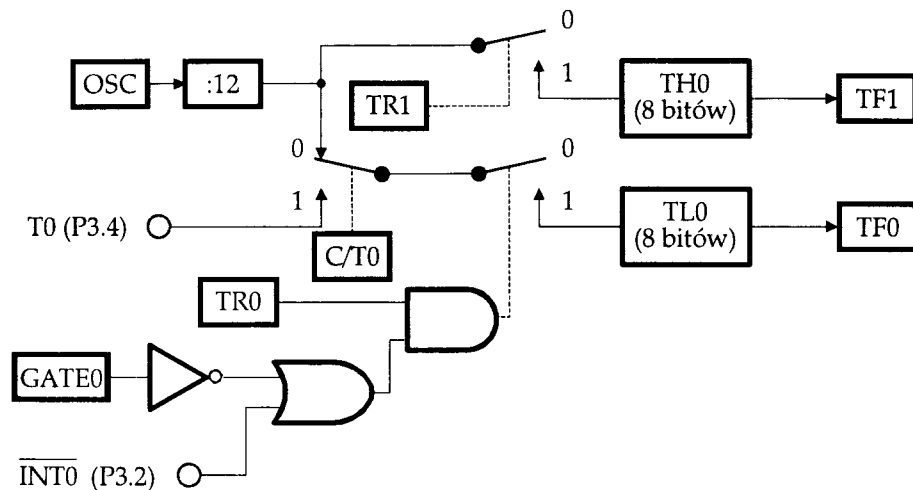 0
OSC
:12
TR1
1
TH0
(8 bitów)
TF1
0
0
1
T0 (P3.4)
C/T0
1
TL0
(8 bitów)
TF0
TR0
GATE0
INT0 (P3.2)